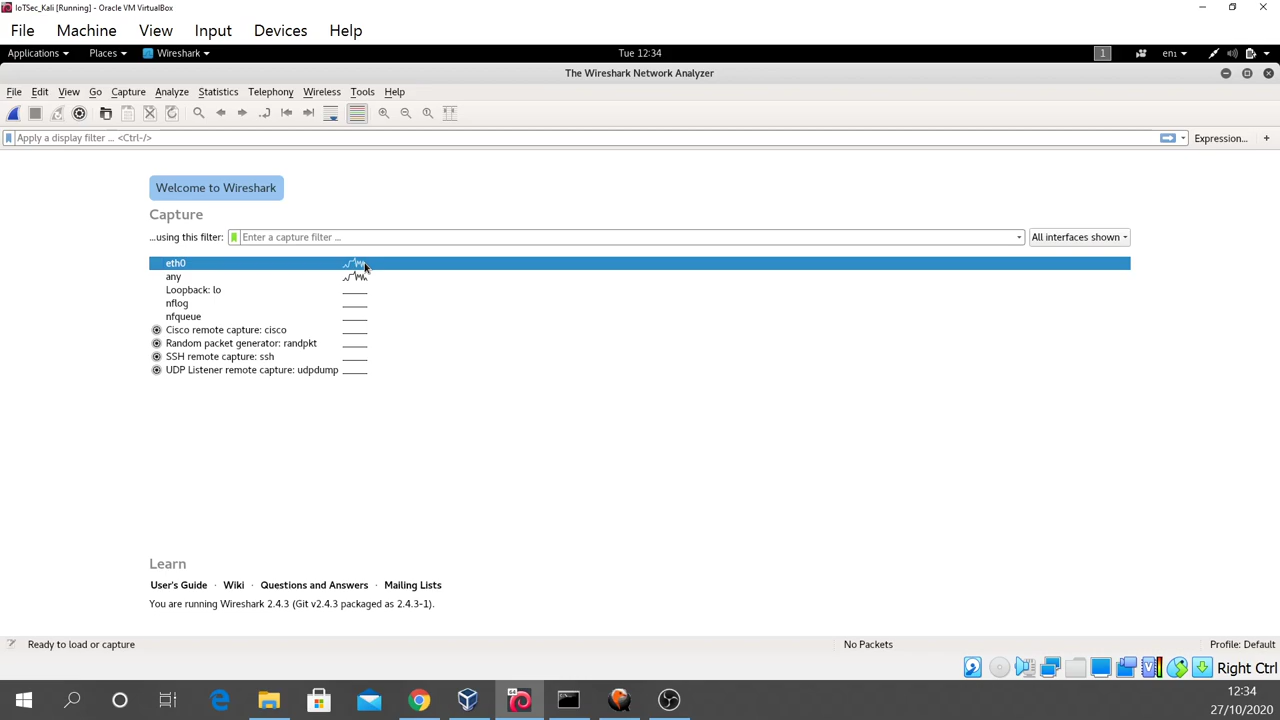 IoTSec_Kali [Running] - Oracle VM VirtualBox
File Machine View Input Devices Help
Applications Places Wireshark Tue 12:34 1 en₁
The Wireshark Network Analyzer
File Edit View Go Capture Analyze Statistics Telephony Wireless Tools Help
Apply a display filter ... <Ctrl-/> Expression... +
Welcome to Wireshark
Capture
...using this filter: Enter a capture filter ... All interfaces shown
eth0
any
Loopback: lo
nflog
nfqueue
Cisco remote capture: cisco
Random packet generator: randpkt
SSH remote capture: ssh
UDP Listener remote capture: udpdump
Learn
User's Guide · Wiki · Questions and Answers · Mailing Lists
You are running Wireshark 2.4.3 (Git v2.4.3 packaged as 2.4.3-1).
Ready to load or capture No Packets Profile: Default
Right Ctrl
12:34
27/10/2020